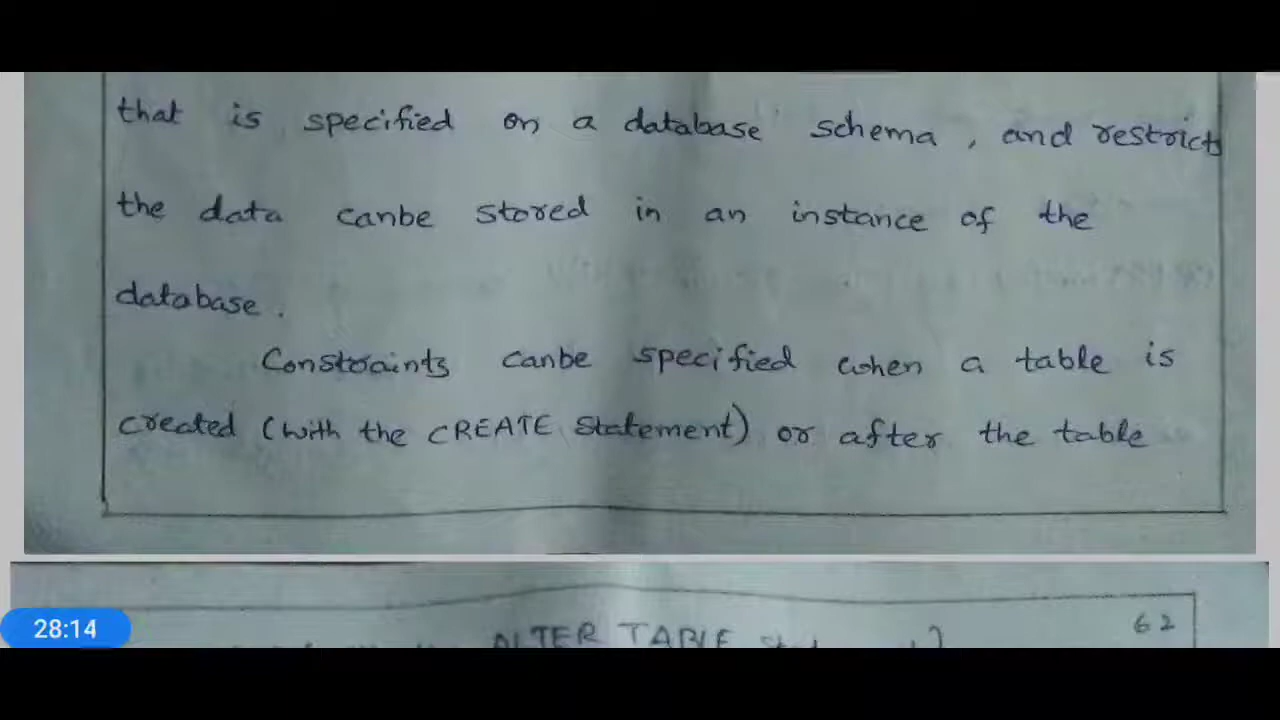 that is specified on a database schema, and restricts
the data canbe stored in an instance of the
database.
Constraints canbe specified when a table is
created (with the CREATE statement) or after the table
62
ALTER TABLE
28:14